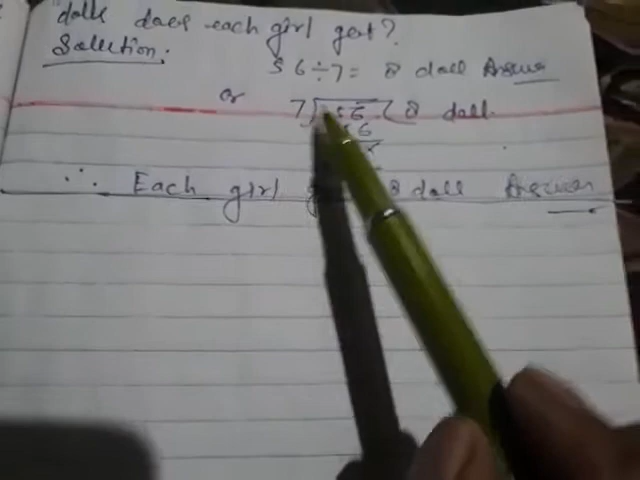 dolls does each girl get?
Solution.
56÷7= 8 doll Answer
or 7)56(8 doll
56
∴ Each girl 8 doll Answer